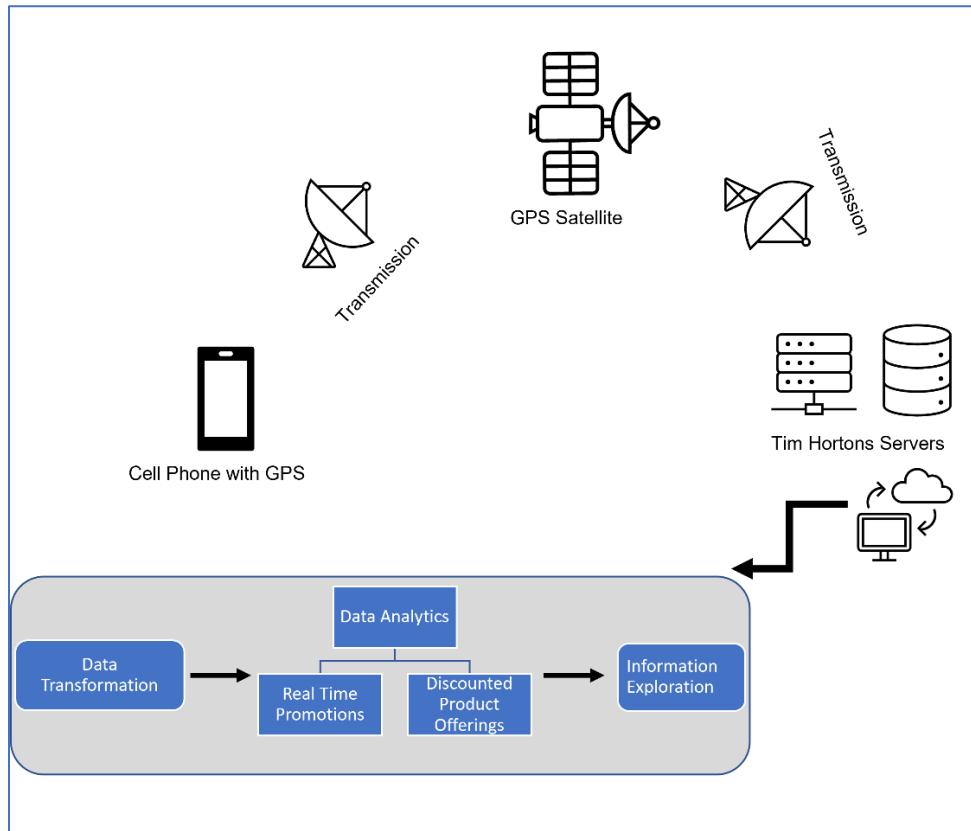 GPS Satellite
Transmission
Transmission
Cell Phone with GPS
Tim Hortons Servers
Data Analytics
Data
Transformation
Real Time
Promotions
Discounted
Product
Offerings
Information
Exploration